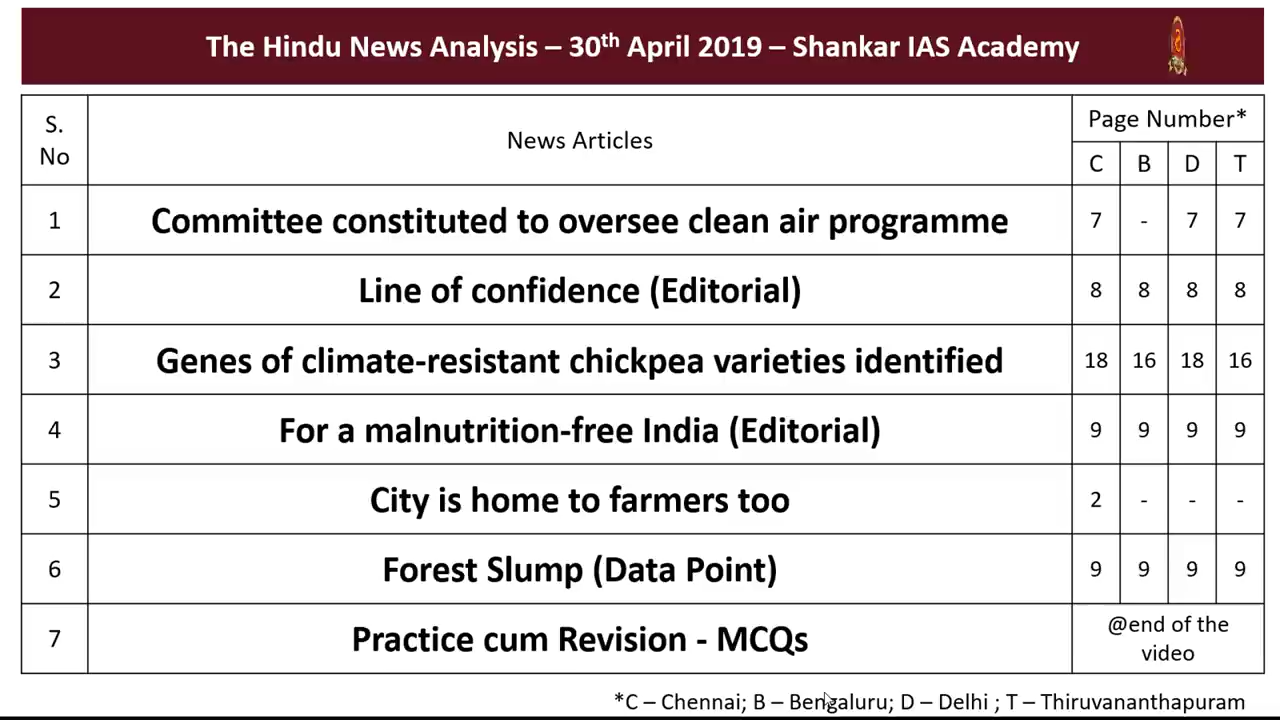 The Hindu News Analysis – 30th April 2019 – Shankar IAS Academy
S. No News Articles Page Number*
C B D T
1 Committee constituted to oversee clean air programme 7 - 7 7
2 Line of confidence (Editorial) 8 8 8 8
3 Genes of climate-resistant chickpea varieties identified 18 16 18 16
4 For a malnutrition-free India (Editorial) 9 9 9 9
5 City is home to farmers too 2 - - -
6 Forest Slump (Data Point) 9 9 9 9
7 Practice cum Revision - MCQs @end of the video
*C – Chennai; B – Bengaluru; D – Delhi ; T – Thiruvananthapuram